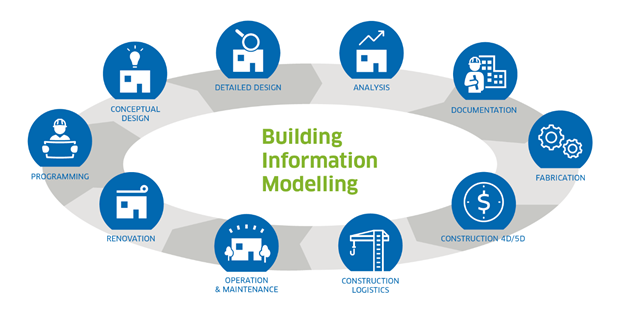 Building
Information
Modelling
PROGRAMMING
CONCEPTUAL
DESIGN
DETAILED DESIGN
ANALYSIS
DOCUMENTATION
FABRICATION
CONSTRUCTION 4D/5D
$
CONSTRUCTION
LOGISTICS
OPERATION
& MAINTENANCE
RENOVATION